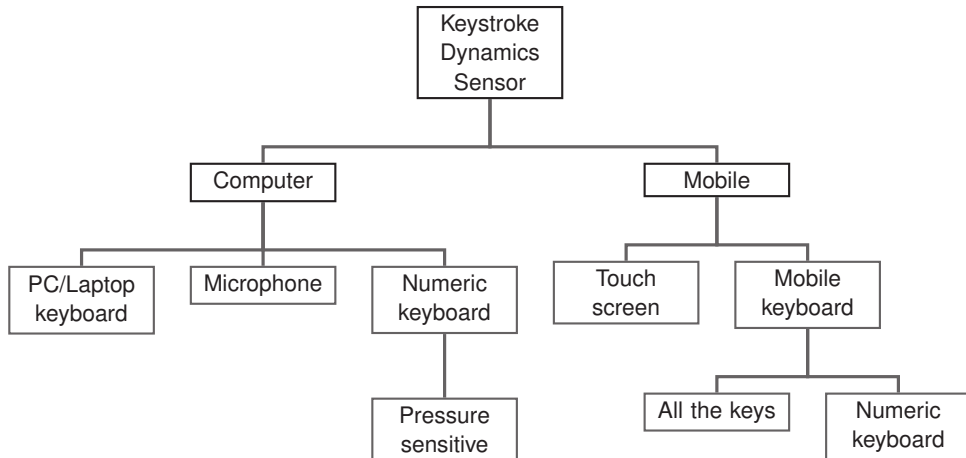 Keystroke
Dynamics
Sensor
Computer
Mobile
PC/Laptop
keyboard
Microphone
Numeric
keyboard
Touch
screen
Mobile
keyboard
Pressure
sensitive
All the keys
Numeric
keyboard